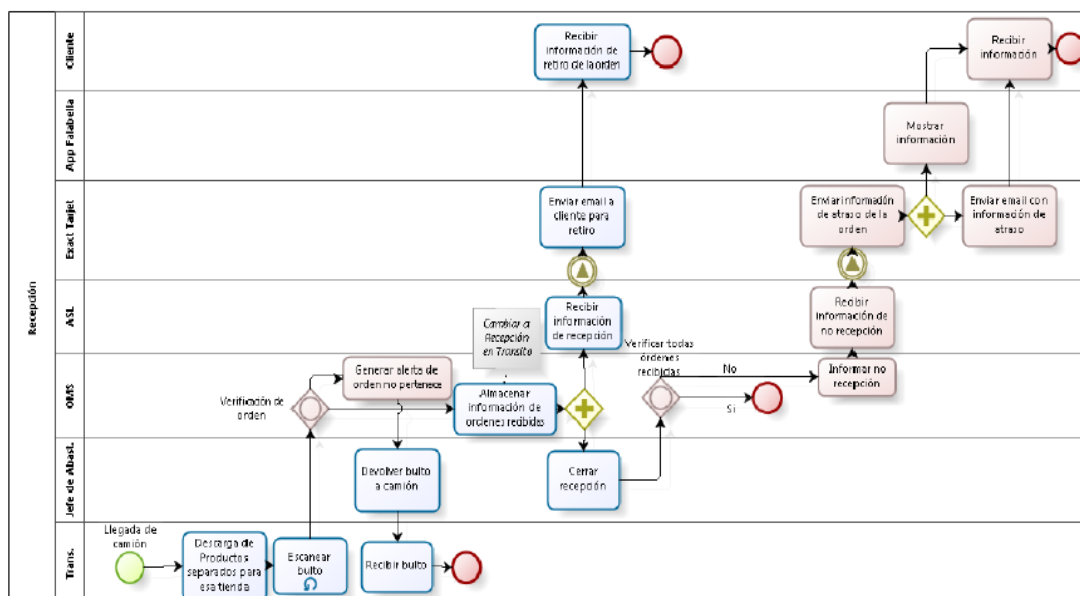 Recepción
Cliente
Recibir
información de
retiro de la orden
Recibir
información
App Falabella
Mostrar
información
Exact Tarjet
Enviar email a
cliente para
retiro
Enviar información
de atraso de la
orden
Enviar email con
información de
atraso
ASL
Cambiar a
Recepción
en Transito
Recibir
información
de recepción
Recibir
información de
no recepción
OMS
Verificación de
orden
Generar alerta de
orden no pertenece
Almacenar
información de
ordenes recibidas
Verificar todas
órdenes
recibidas
No
Si
Informar no
recepción
Jefe de Abast.
Devolver bulto
a camión
Cerrar
recepción
Trans.
Llegada de
camión
Descarga de
Productos
separados para
esa tienda
Escanear
bulto
Recibir bulto